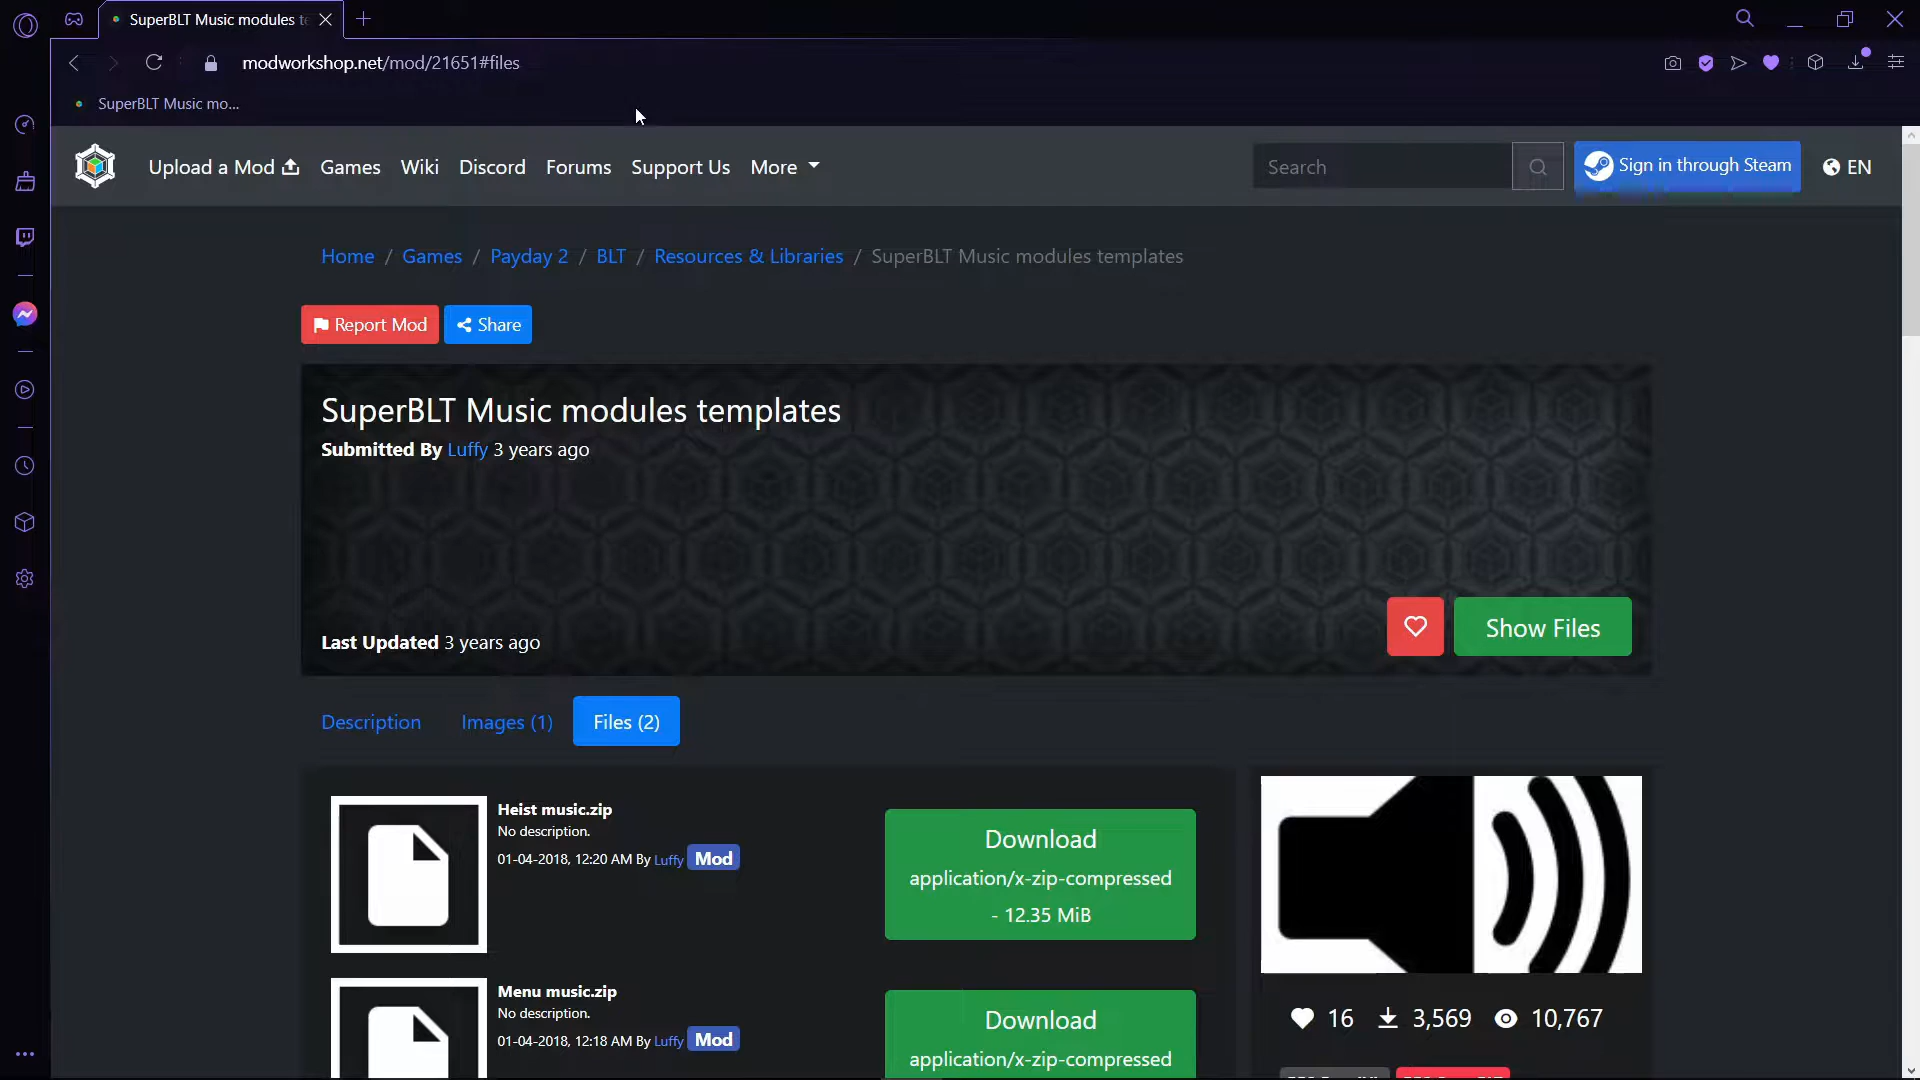 SuperBLT Music modules te
modworkshop.net/mod/21651#files
SuperBLT Music mo...
Upload a Mod Games Wiki Discord Forums Support Us More Search Sign in through Steam EN
Home / Games / Payday 2 / BLT / Resources & Libraries / SuperBLT Music modules templates
Report Mod Share
SuperBLT Music modules templates
Submitted By Luffy 3 years ago
Last Updated 3 years ago
Show Files
Description Images (1) Files (2)
Heist music.zip
No description.
01-04-2018, 12:20 AM By Luffy Mod
Download
application/x-zip-compressed
- 12.35 MiB
Menu music.zip
No description.
01-04-2018, 12:18 AM By Luffy Mod
Download
application/x-zip-compressed
16 3,569 10,767